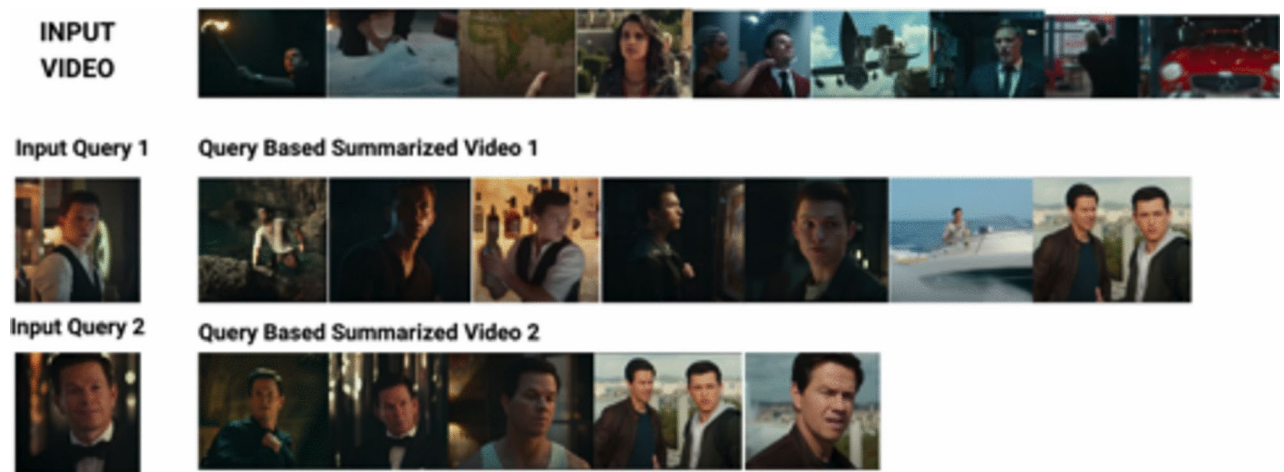 INPUT
VIDEO
Input Query 1
Query Based Summarized Video 1
Input Query 2
Query Based Summarized Video 2